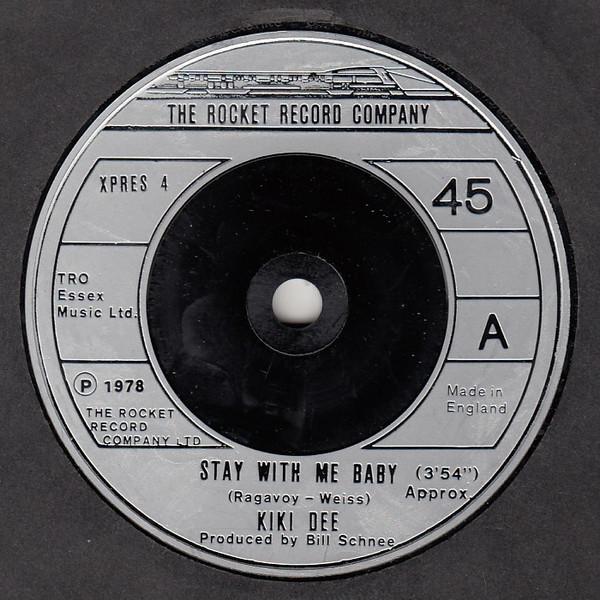 THE ROCKET RECORD COMPANY
XPRES 4
45
TRO
Essex
Music Ltd.
A
Ⓟ 1978
THE ROCKET
RECORD
COMPANY LTD
Made in
England
STAY WITH ME BABY (3'54")
Approx.
(Ragavoy – Weiss)
KIKI DEE
Produced by Bill Schnee